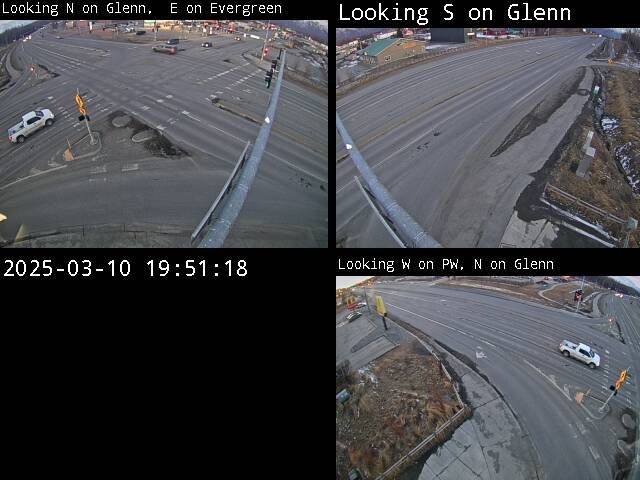 Looking N on Glenn,  E on Evergreen
Looking S on Glenn
2025-03-10 19:51:18
Looking W on PW, N on Glenn